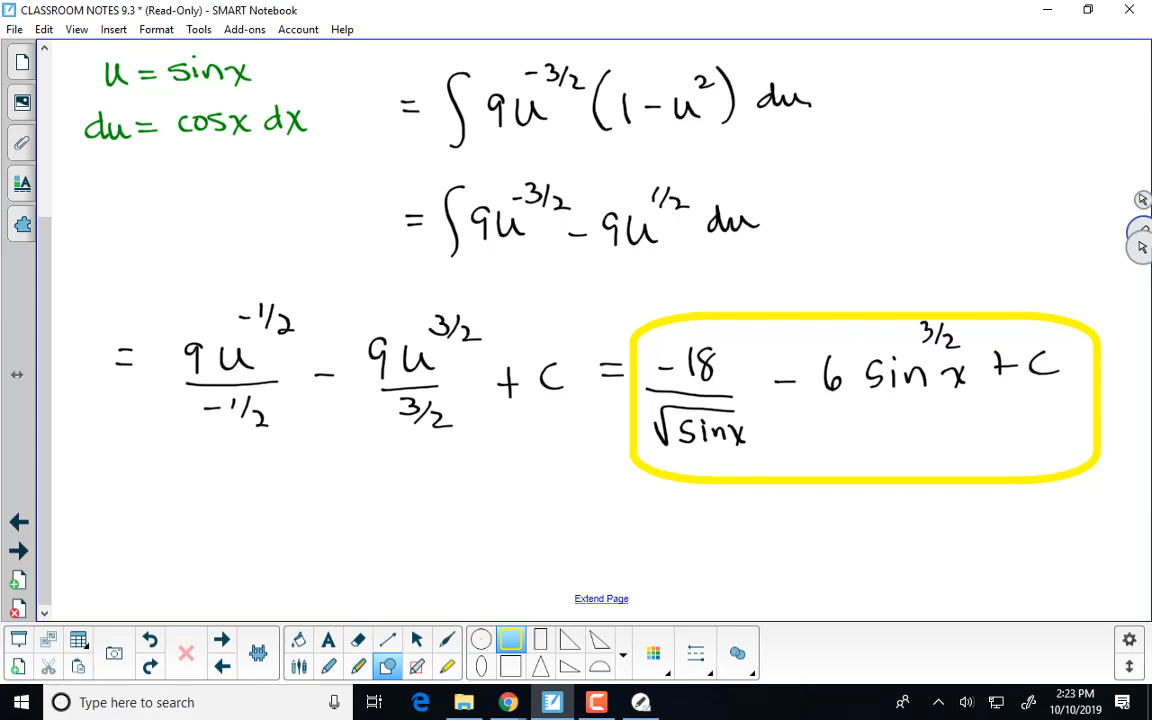 CLASSROOM NOTES 9.3 * (Read-Only) - SMART Notebook
File Edit View Insert Format Tools Add-ons Account Help
u = sinx
du = cosx dx
= ∫ 9u^(-3/2) (1 - u^2) du
= ∫ 9u^(-3/2) - 9u^(1/2) du
= 9u^(-1/2) / (-1/2) - 9u^(3/2) / (3/2) + C = -18 / √sinx - 6 sin^(3/2) x + C
Extend Page
A
Type here to search
2:23 PM
10/10/2019